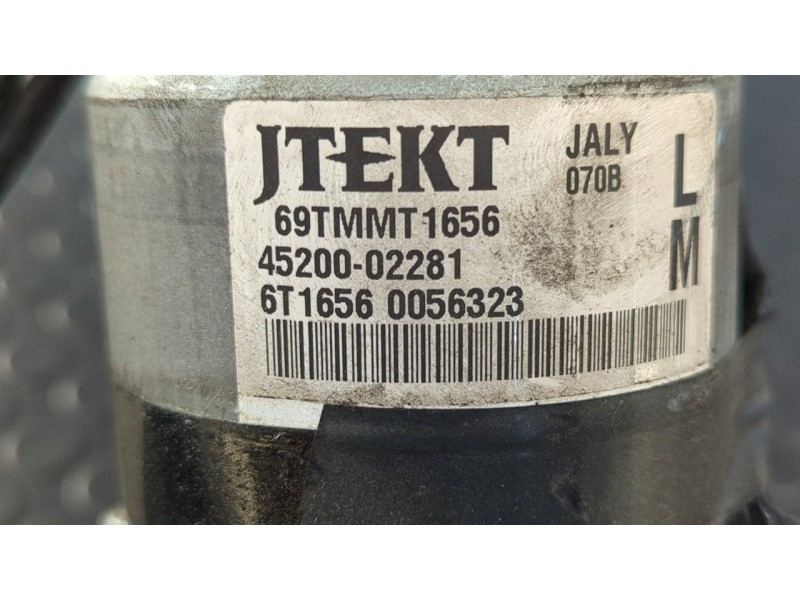 JTEKT
JALY
070B
L
M
69TMMT1656
45200-02281
6T1656 0056323